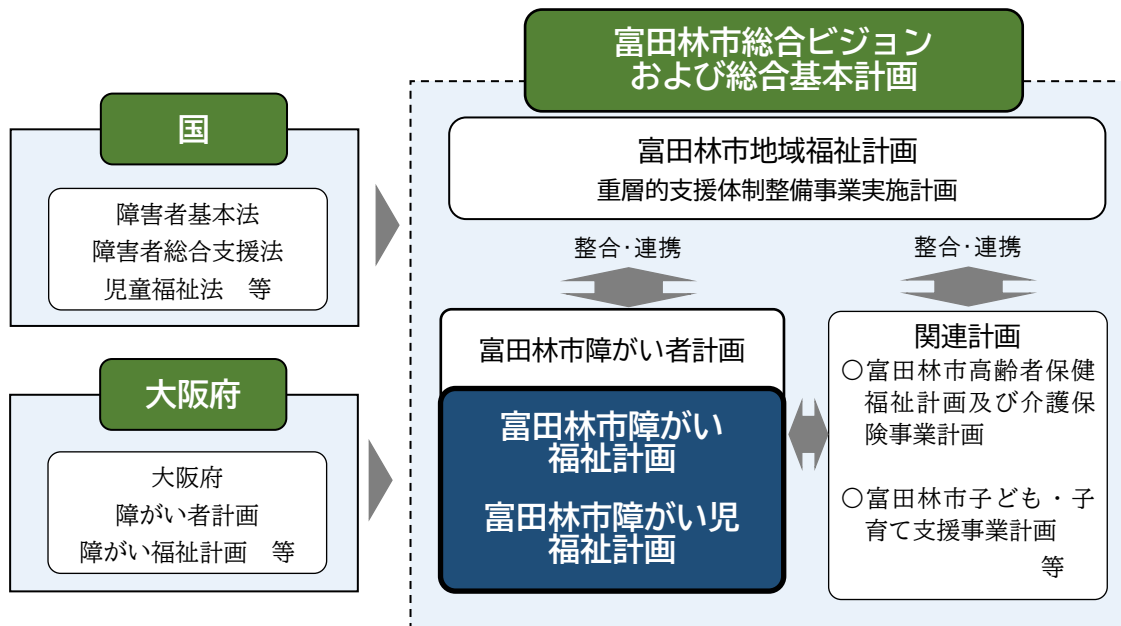 国
障害者基本法
障害者総合支援法
児童福祉法　等
大阪府
大阪府
障がい者計画
障がい福祉計画　等
富田林市総合ビジョン
および総合基本計画
富田林市地域福祉計画
重層的支援体制整備事業実施計画
整合・連携
整合・連携
富田林市障がい者計画
富田林市障がい
福祉計画
富田林市障がい児
福祉計画
関連計画
○富田林市高齢者保健
福祉計画及び介護保
険事業計画
○富田林市子ども・子
育て支援事業計画
等